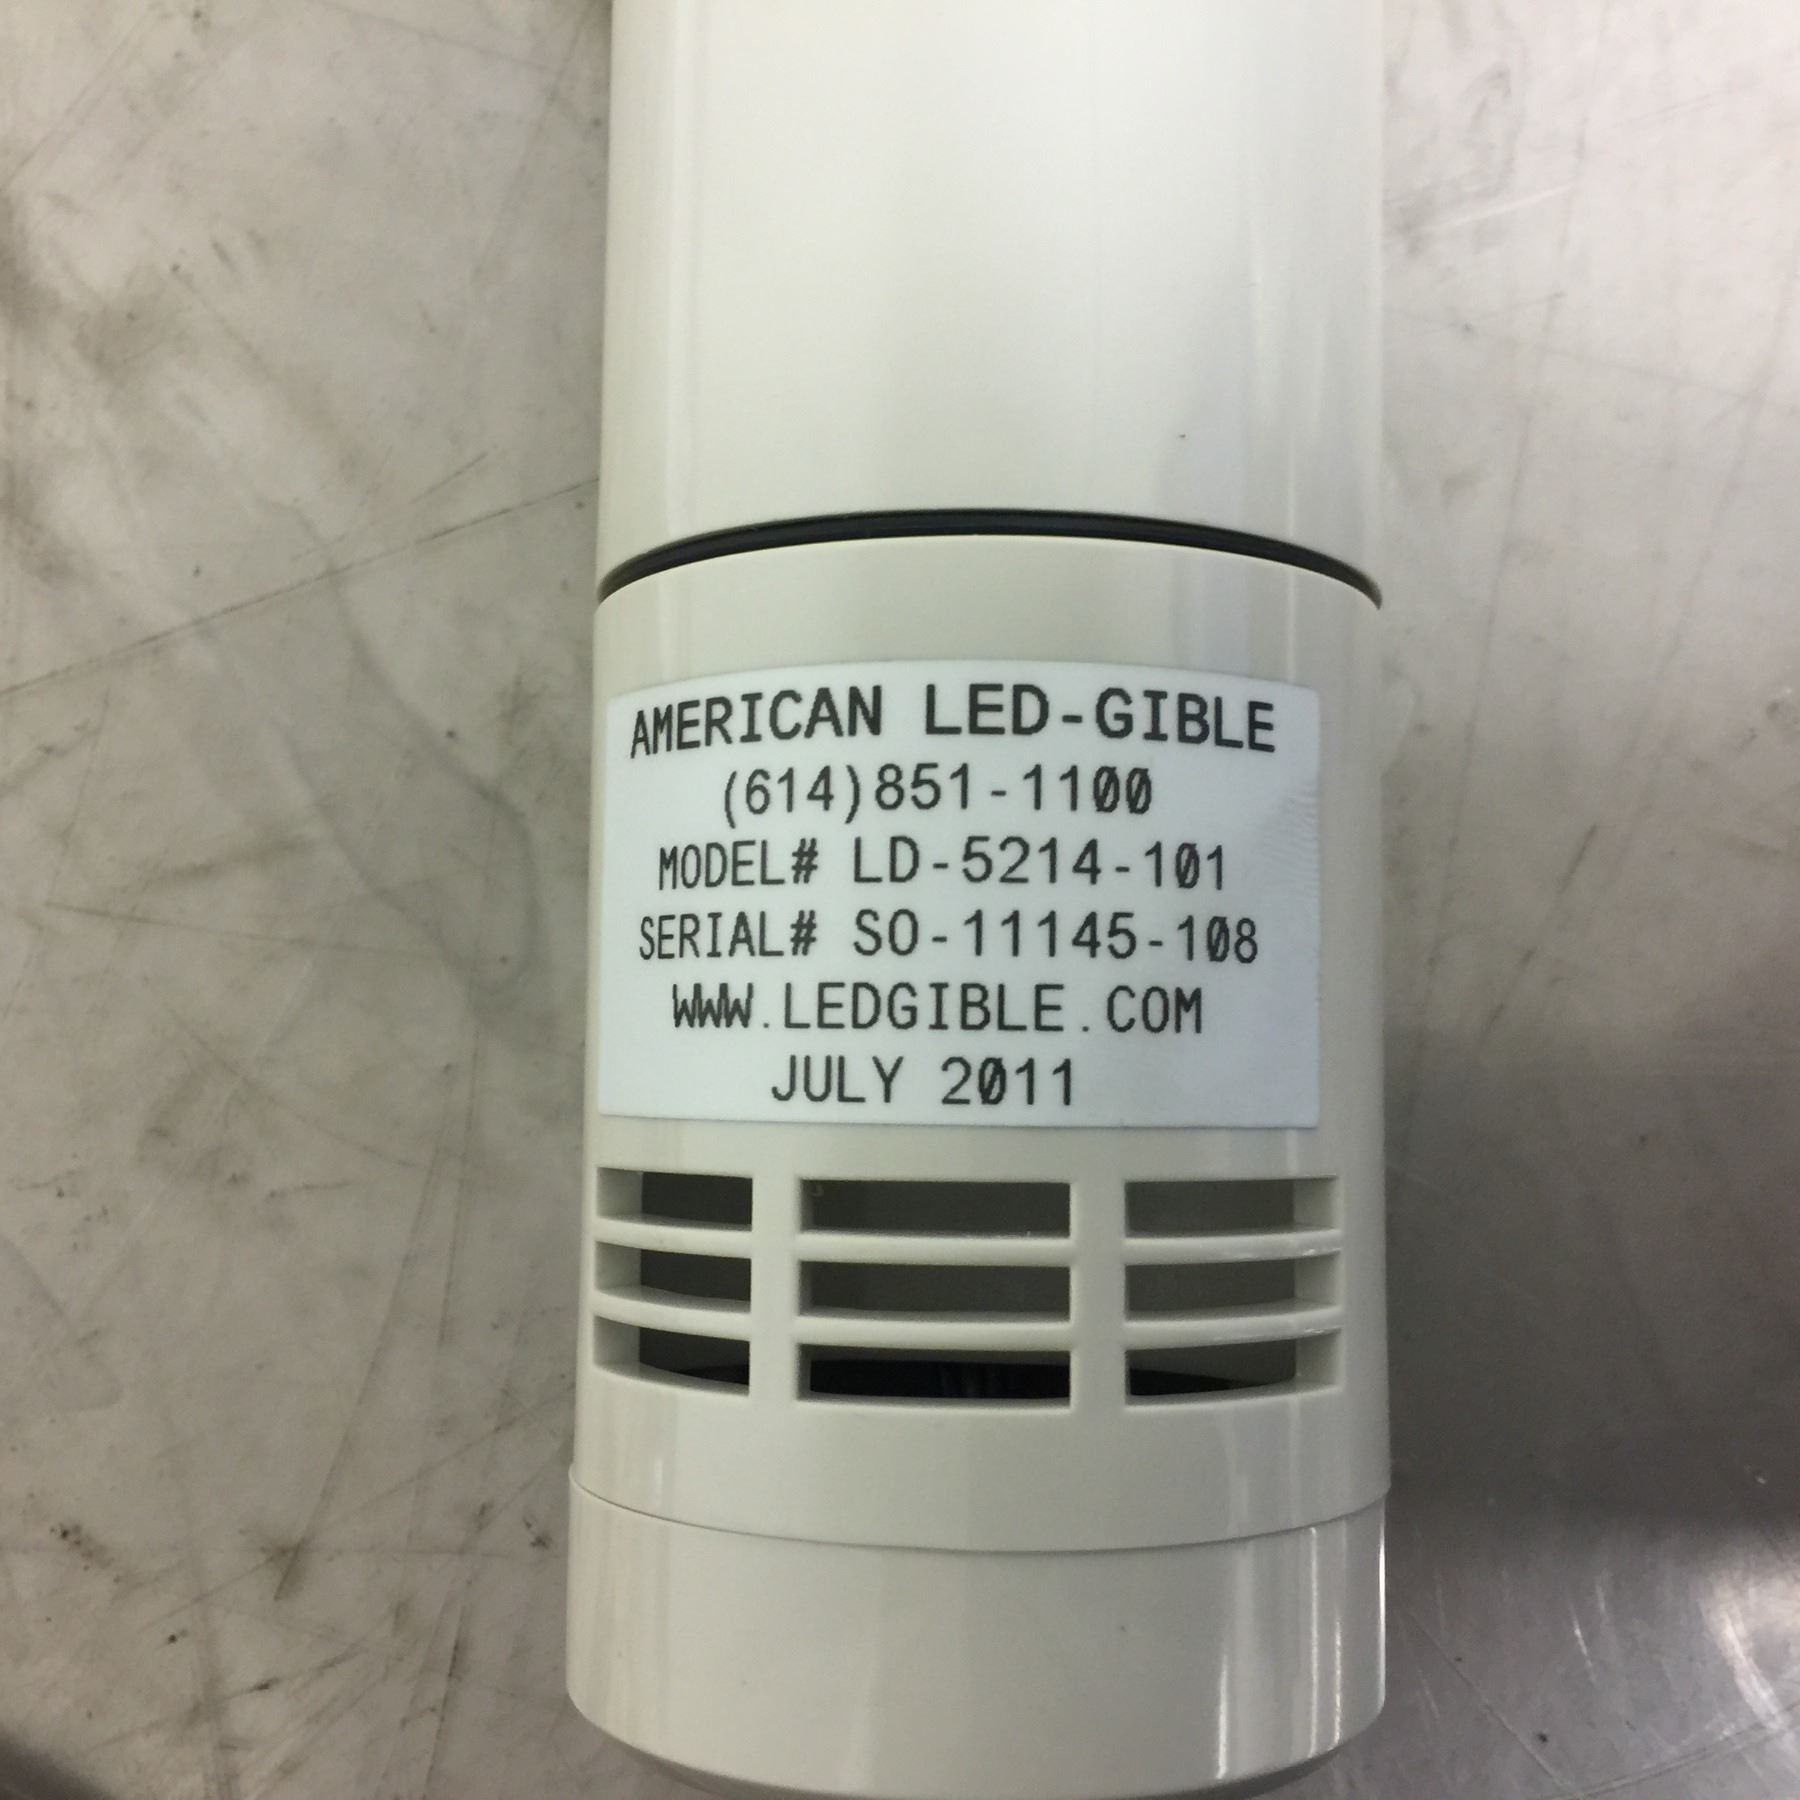 AMERICAN LED-GIBLE
(614)851-1100
MODEL# LD-5214-101
SERIAL# SO-11145-108
WWW.LEDGIBLE.COM
JULY 2011